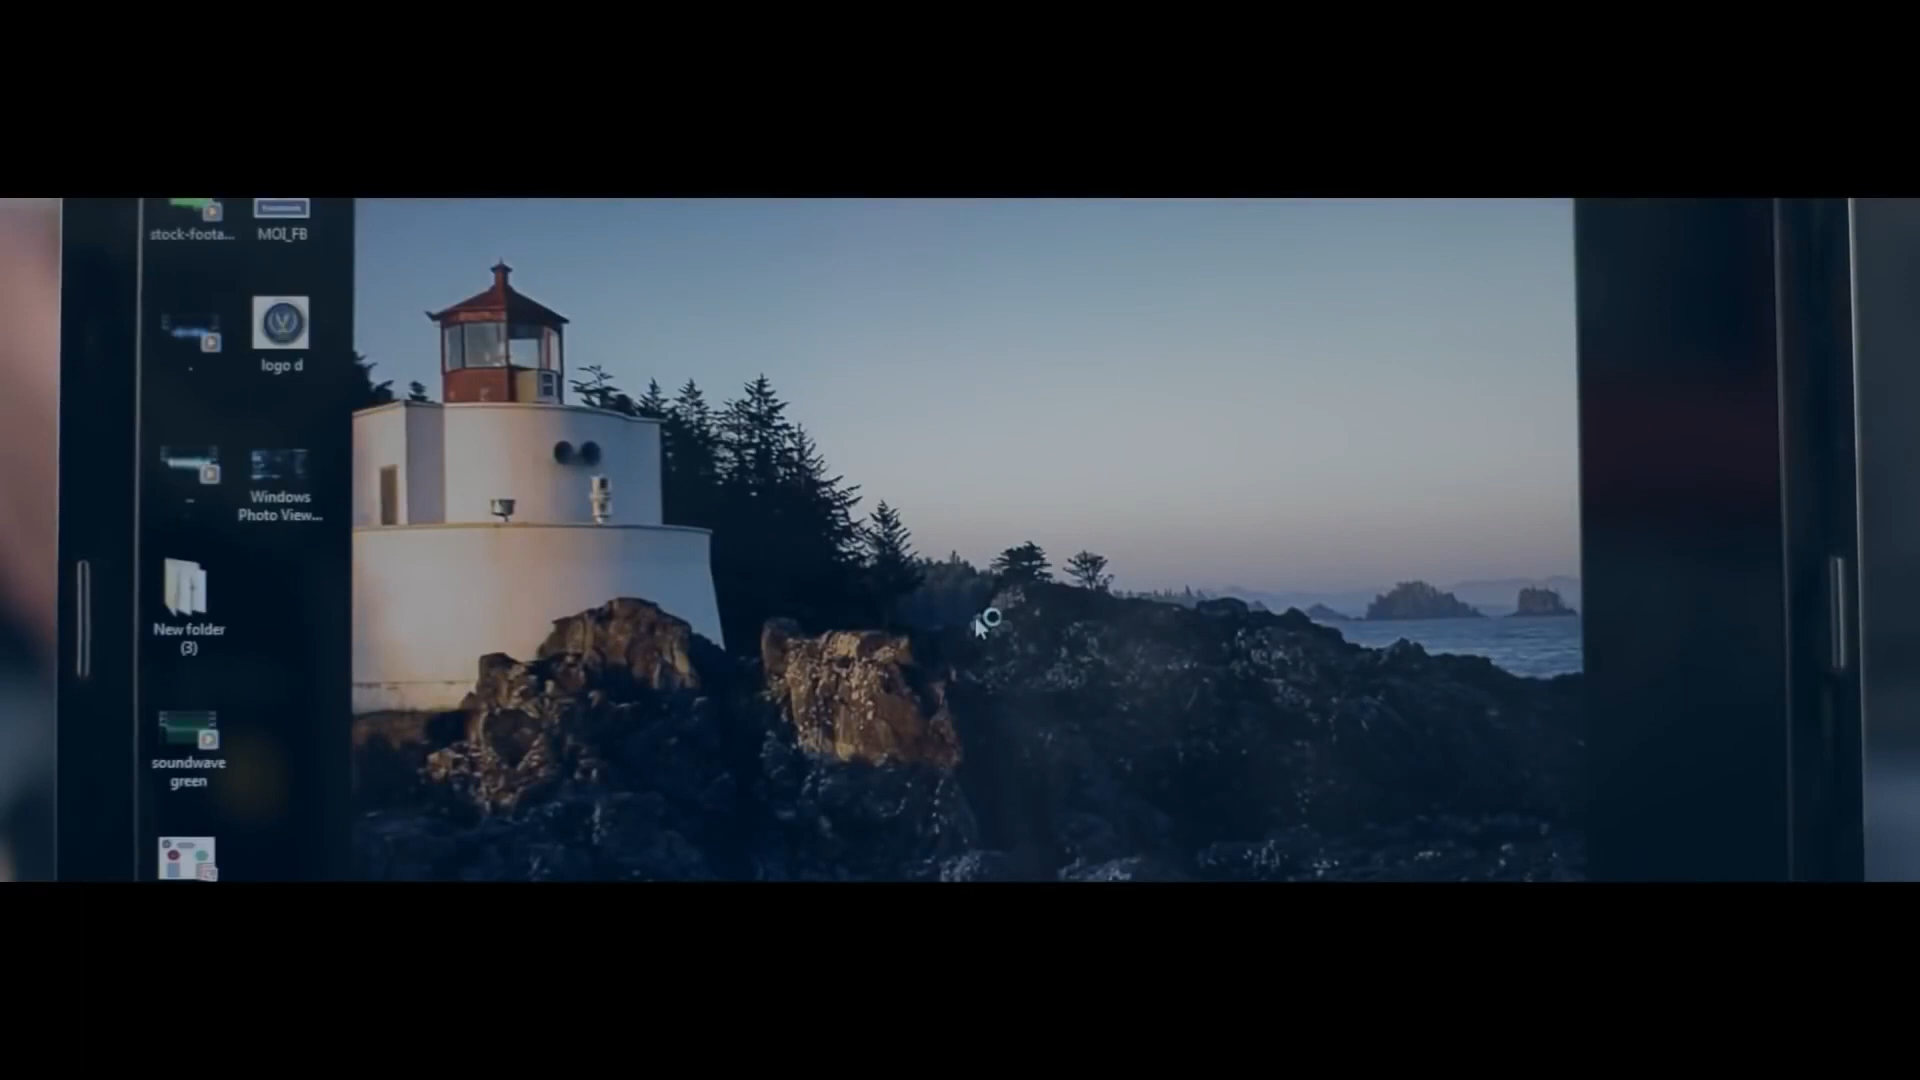 stock-foota...
MOI_FB
logo d
Windows
Photo View...
New folder
(3)
soundwave
green